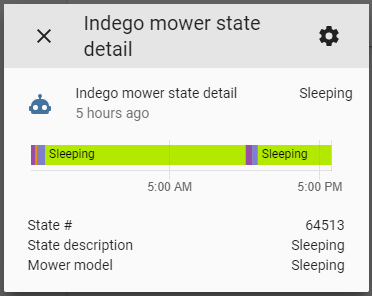 Indego mower state
detail
Indego mower state detail Sleeping
5 hours ago
Sleeping Sleeping
5:00 AM 5:00 PM
State # 64513
State description Sleeping
Mower model Sleeping